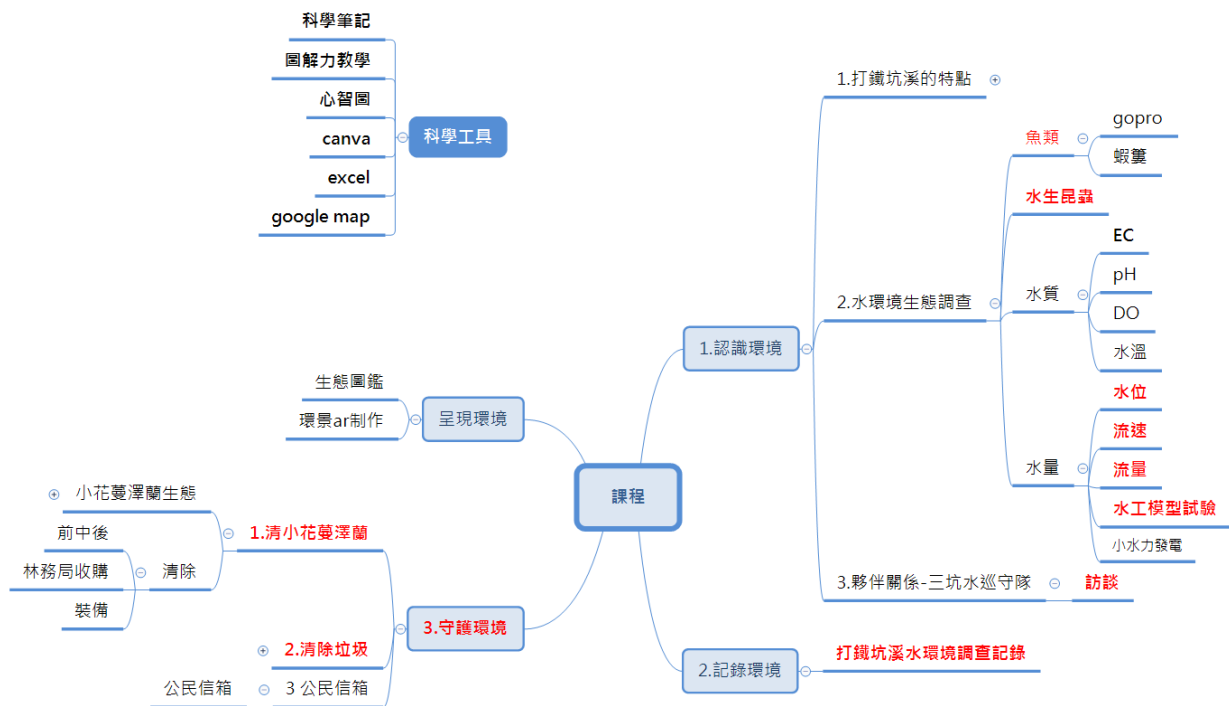 科學筆記
圖解力教學
心智圖
canva
excel
google map
科學工具
課程
1.認識環境
1.打鐵坑溪的特點
2.水環境生態調查
魚類
gopro
蝦簍
水生昆蟲
水質
EC
pH
DO
水溫
水量
水位
流速
流量
水工模型試驗
小水力發電
3.夥伴關係-三坑水巡守隊
訪談
2.記錄環境
打鐵坑溪水環境調查記錄
呈現環境
生態圖鑑
環景ar制作
3.守護環境
1.清小花蔓澤蘭
小花蔓澤蘭生態
清除
前中後
林務局收購
裝備
2.清除垃圾
3 公民信箱
公民信箱